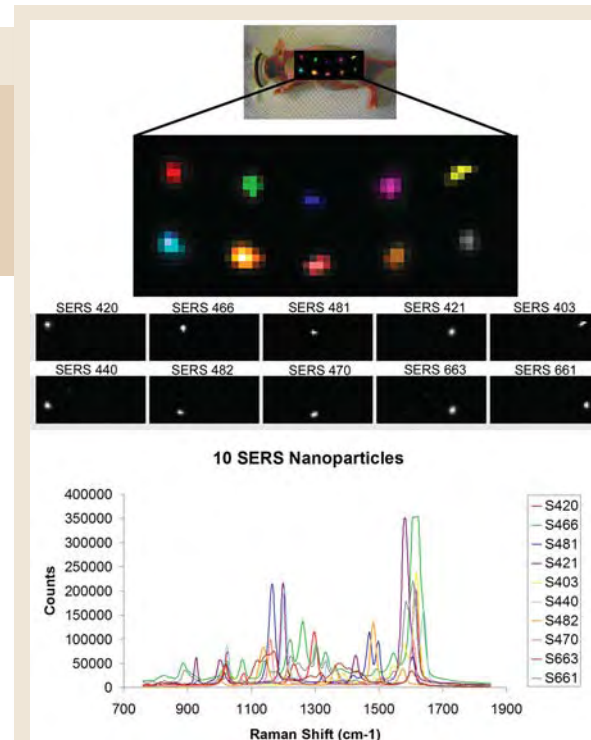 SERS 420 SERS 466 SERS 481 SERS 421 SERS 403
SERS 440 SERS 482 SERS 470 SERS 663 SERS 661
10 SERS Nanoparticles
400000
350000
300000
250000
200000
150000
100000
50000
0
Counts
700 900 1100 1300 1500 1700 1900
Raman Shift (cm-1)
S420
S466
S481
S421
S403
S440
S482
S470
S663
S661